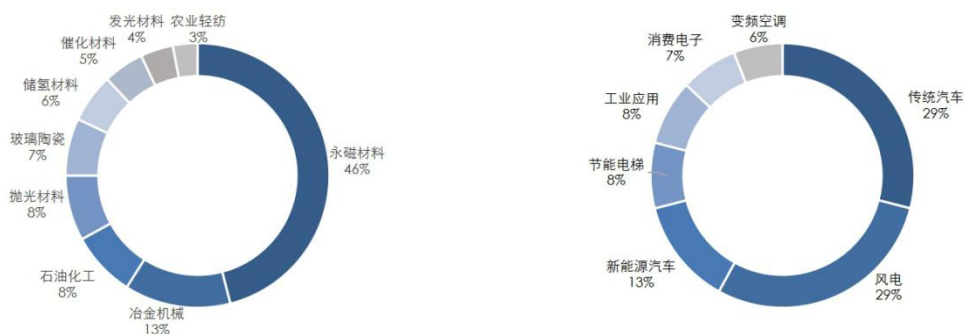 发光材料
4%
农业轻纺
3%
催化材料
5%
储氢材料
6%
玻璃陶瓷
7%
抛光材料
8%
石油化工
8%
冶金机械
13%
永磁材料
46%
变频空调
6%
消费电子
7%
工业应用
8%
节能电梯
8%
新能源汽车
13%
风电
29%
传统汽车
29%